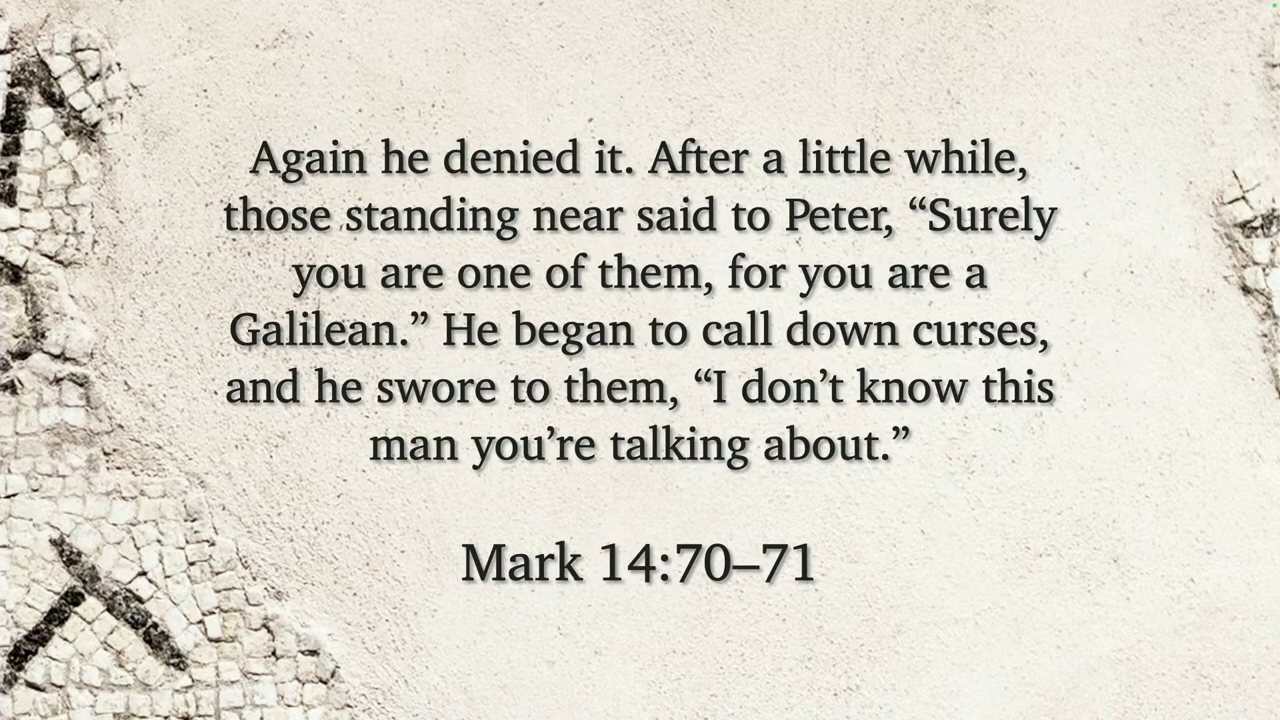 Again he denied it. After a little while,
those standing near said to Peter, “Surely
you are one of them, for you are a
Galilean.” He began to call down curses,
and he swore to them, “I don’t know this
man you’re talking about.”
Mark 14:70–71